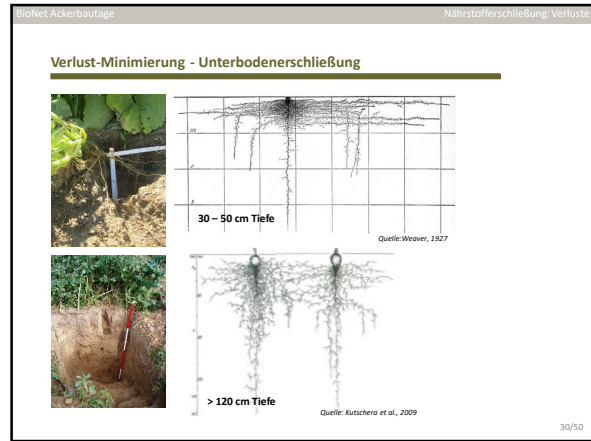 BioNet Ackerbautage
Nährstofferschließung: Verluste
Verlust-Minimierung - Unterbodenerschließung
30 – 50 cm Tiefe
Quelle:Weaver, 1927
> 120 cm Tiefe
Quelle: Kutschera et al., 2009
30/50